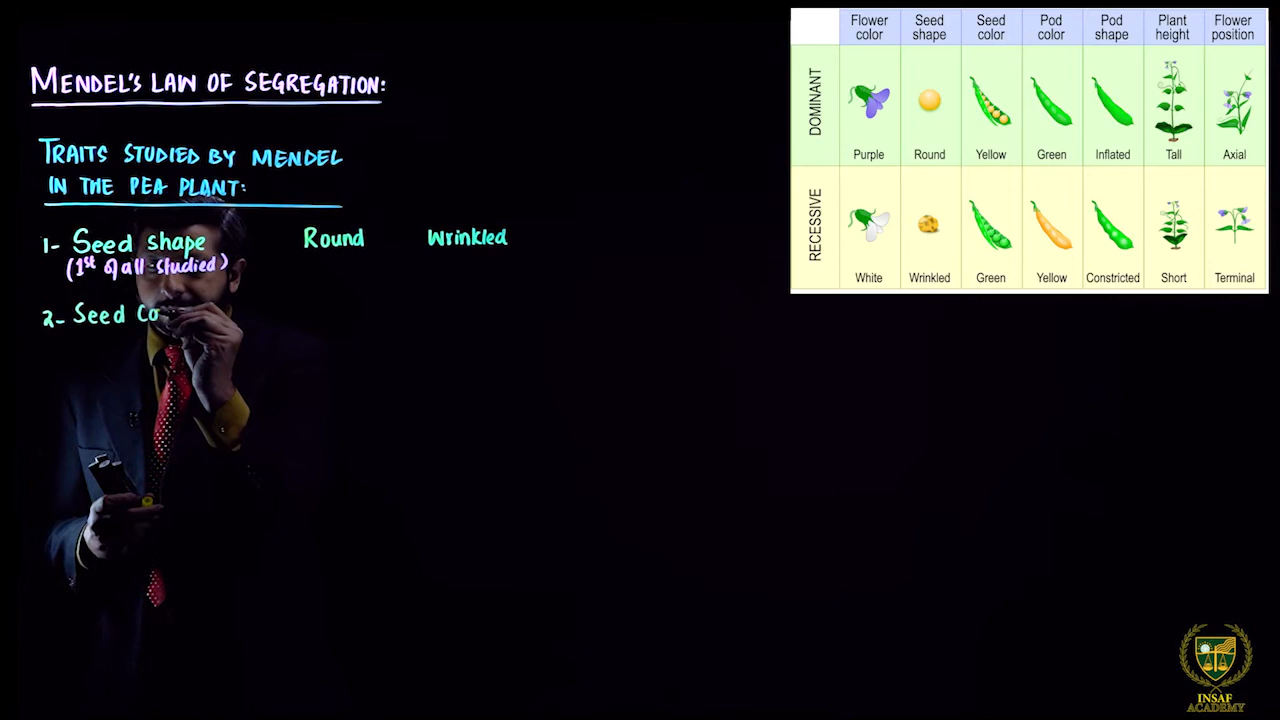 MENDEL'S LAW OF SEGREGATION:
TRAITS STUDIED BY MENDEL
IN THE PEA PLANT:
1- Seed shape Round Wrinkled
(1st of all studied)
2- Seed Co
Flower color Seed shape Seed color Pod color Pod shape Plant height Flower position
DOMINANT
Purple Round Yellow Green Inflated Tall Axial
RECESSIVE
White Wrinkled Green Yellow Constricted Short Terminal
INSAF
ACADEMY